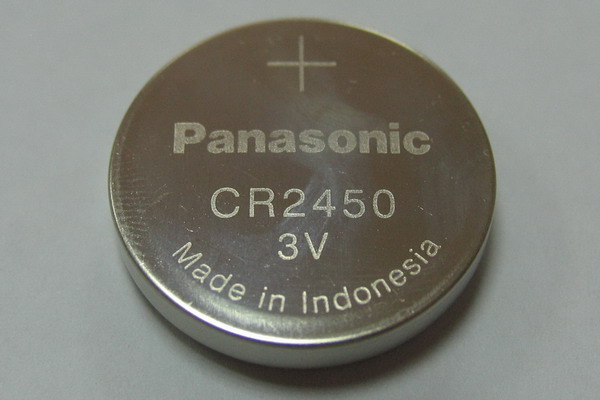 +
Panasonic
CR2450
3V
Made in Indonesia